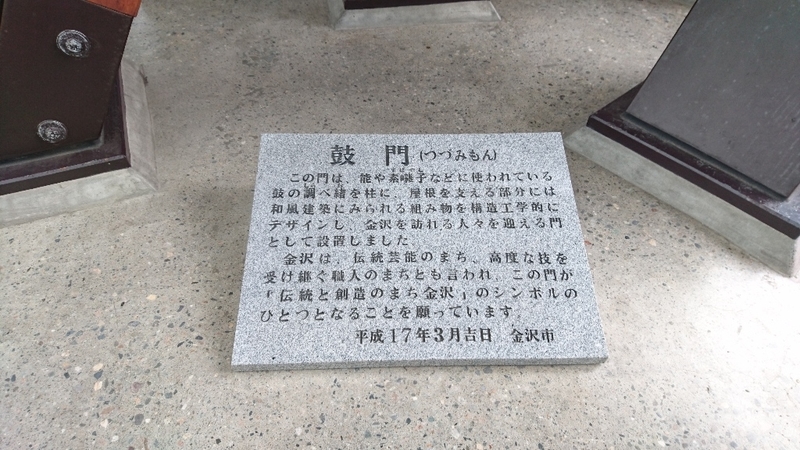 鼓 門(つづみもん)
この門は、能や素囃子などに使われている
鼓の調べ緒を柱に、屋根を支える部分には
和風建築にみられる組み物を構造工学的に
デザインし、金沢を訪れる人々を迎える門
として設置しました
金沢は、伝統芸能のまち、高度な技を
受け継ぐ職人のまちとも言われ、この門が
「伝統と創造のまち金沢」のシンボルの
ひとつとなることを願っています。
平成17年3月吉日 金沢市